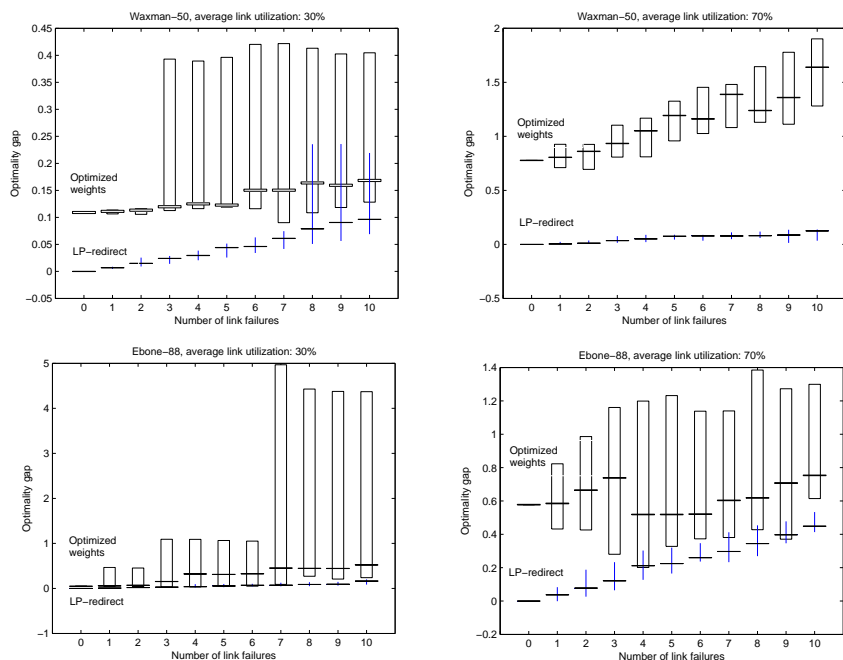 Waxman−50, average link utilization: 30%
0.45
0.4
0.35
0.3
0.25
0.2
0.15
0.1
0.05
0
−0.05
Optimality gap
Optimized
weights
LP−redirect
0 1 2 3 4 5 6 7 8 9 10
Number of link failures
Waxman−50, average link utilization: 70%
2
1.5
1
0.5
0
−0.5
Optimality gap
Optimized
weights
LP−redirect
0 1 2 3 4 5 6 7 8 9 10
Number of link failures
Ebone−88, average link utilization: 30%
5
4
3
2
1
0
−1
Optimality gap
Optimized
weights
LP−redirect
0 1 2 3 4 5 6 7 8 9 10
Number of link failures
Ebone−88, average link utilization: 70%
1.4
1.2
1
0.8
0.6
0.4
0.2
0
−0.2
Optimality gap
Optimized
weights
LP−redirect
0 1 2 3 4 5 6 7 8 9 10
Number of link failures